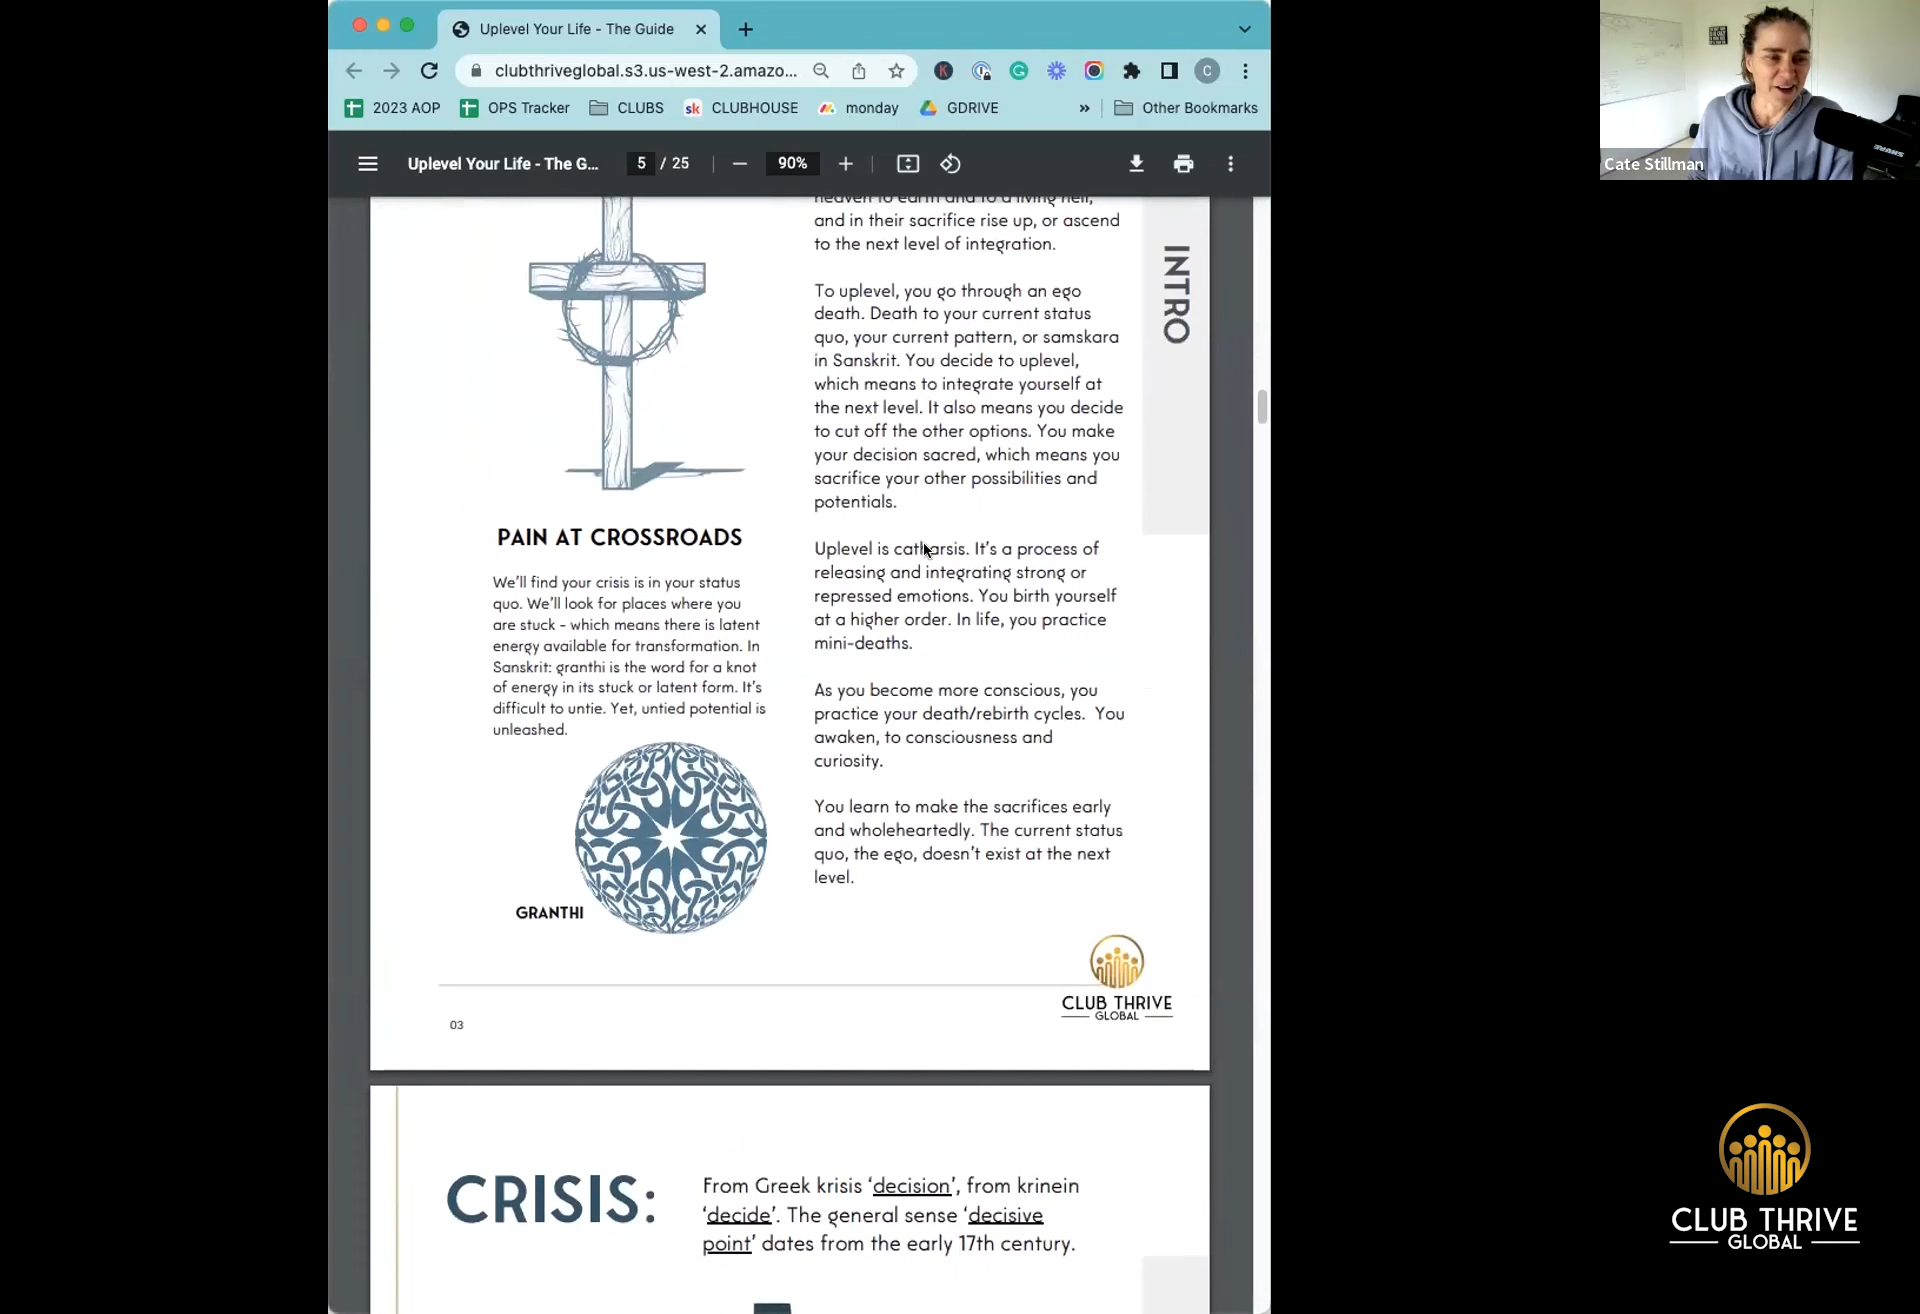 Uplevel Your Life - The Guide
clubthriveglobal.s3.us-west-2.amazo...
K
G
C
2023 AOP
OPS Tracker
CLUBS
sk CLUBHOUSE
monday
GDRIVE
»
Other Bookmarks
Uplevel Your Life - The G...
5 / 25
90%
Cate Stillman
PAIN AT CROSSROADS
We'll find your crisis is in your status
quo. We'll look for places where you
are stuck - which means there is latent
energy available for transformation. In
Sanskrit: granthi is the word for a knot
of energy in its stuck or latent form. It's
difficult to untie. Yet, untied potential is
unleashed.
GRANTHI
heaven to earth and to a living hell,
and in their sacrifice rise up, or ascend
to the next level of integration.
To uplevel, you go through an ego
death. Death to your current status
quo, your current pattern, or samskara
in Sanskrit. You decide to uplevel,
which means to integrate yourself at
the next level. It also means you decide
to cut off the other options. You make
your decision sacred, which means you
sacrifice your other possibilities and
potentials.
Uplevel is catharsis. It's a process of
releasing and integrating strong or
repressed emotions. You birth yourself
at a higher order. In life, you practice
mini-deaths.
As you become more conscious, you
practice your death/rebirth cycles.  You
awaken, to consciousness and
curiosity.
You learn to make the sacrifices early
and wholeheartedly. The current status
quo, the ego, doesn't exist at the next
level.
INTRO
CLUB THRIVE
GLOBAL
03
CRISIS:
From Greek krisis 'decision', from krinein
'decide'. The general sense 'decisive
point' dates from the early 17th century.
CLUB THRIVE
GLOBAL